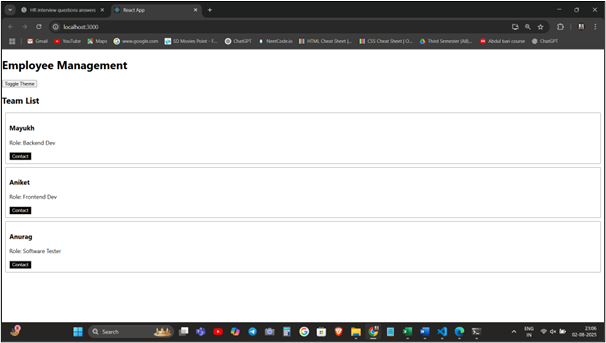 HR interview questions answers
React App
localhost:3000
Gmail
YouTube
Maps
www.google.com
SD Movies Point - F...
ChatGPT
NeetCode.io
HTML Cheat Sheet |...
CSS Cheat Sheet | O...
Third Semester [AB(...
Abdul bari course
ChatGPT
Employee Management
Toggle Theme
Team List
Mayukh
Role: Backend Dev
Contact
Aniket
Role: Frontend Dev
Contact
Anurag
Role: Software Tester
Contact
Search
ENG
IN
23:06
02-08-2025